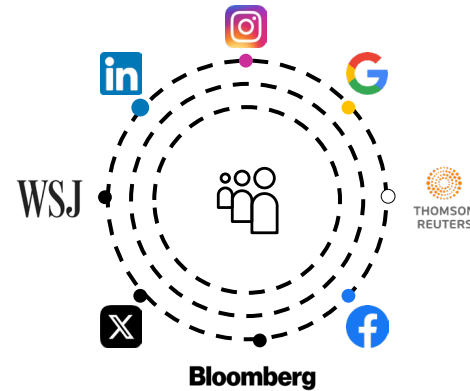 in
G
WSJ
THOMSON
REUTERS
X
f
Bloomberg